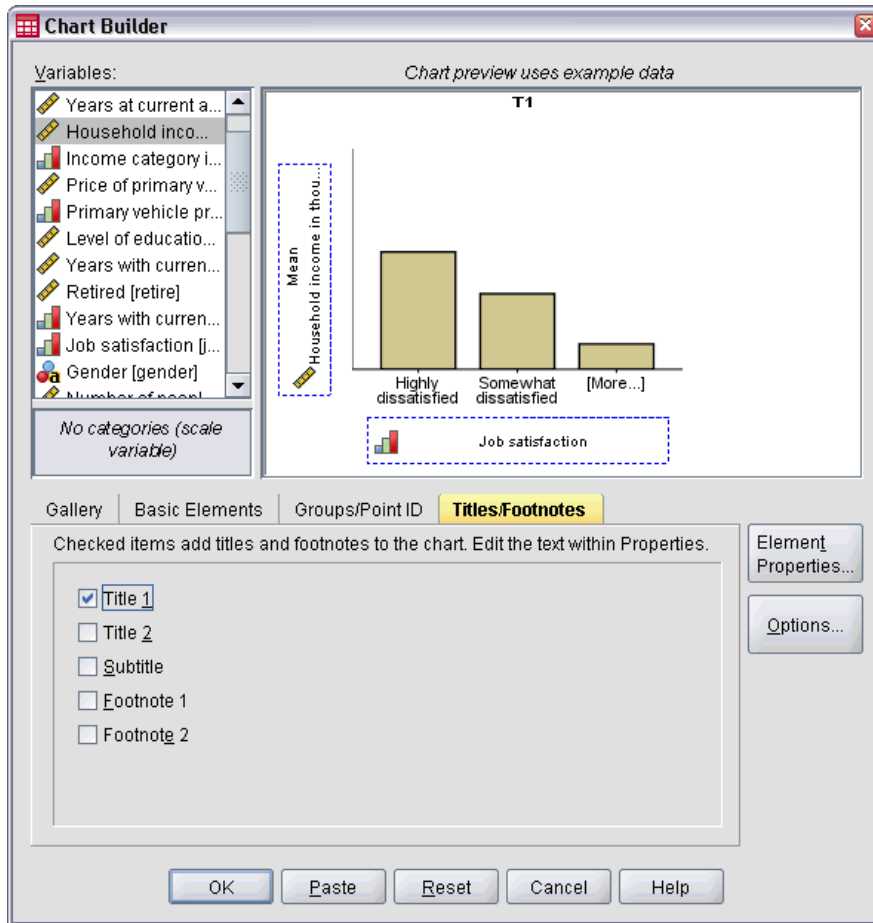 Chart Builder
Variables:
Chart preview uses example data
Years at current a...
Household inco...
Income category i...
Price of primary v...
Primary vehicle pr...
Level of educatio...
Years with curren...
Retired [retire]
Years with curren...
Job satisfaction [j...
Gender [gender]
No categories (scale
variable)
T1
Mean
Household income in thou...
Highly
dissatisfied
Somewhat
dissatisfied
[More...]
Job satisfaction
Gallery
Basic Elements
Groups/Point ID
Titles/Footnotes
Checked items add titles and footnotes to the chart. Edit the text within Properties.
Title 1
Title 2
Subtitle
Footnote 1
Footnote 2
Element
Properties...
Options...
OK
Paste
Reset
Cancel
Help